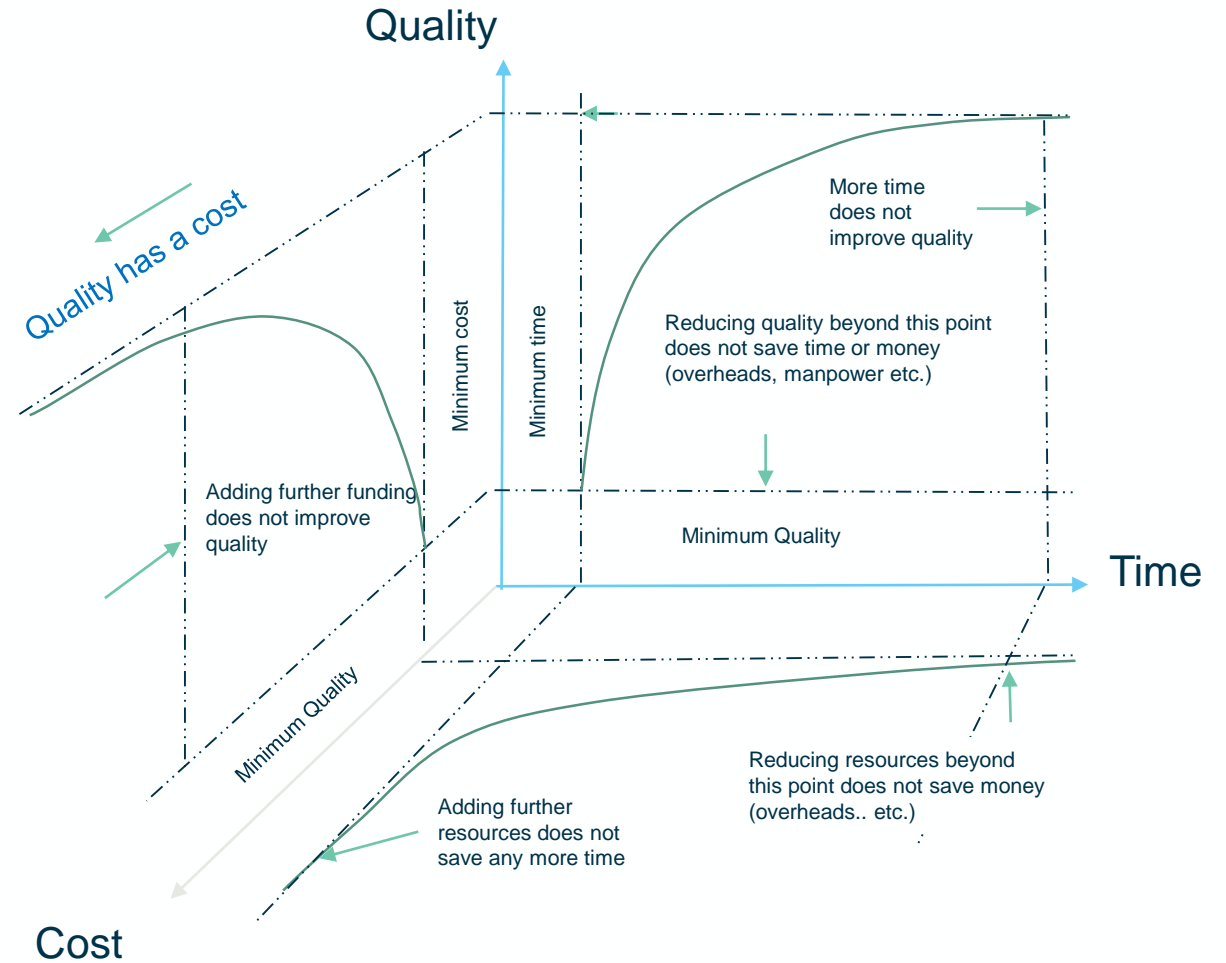 Quality
Quality has a cost
More time
does not
improve quality
Minimum cost
Minimum time
Reducing quality beyond this point
does not save time or money
(overheads, manpower etc.)
Adding further funding
does not improve
quality
Minimum Quality
Time
Minimum Quality
Reducing resources beyond
this point does not save money
(overheads.. etc.)
Adding further
resources does not
save any more time
Cost